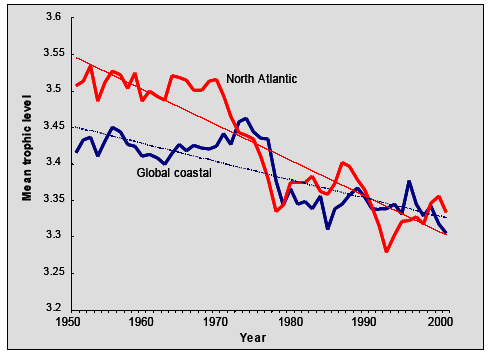 3.6
3.55
3.5
3.45
3.4
3.35
3.3
3.25
3.2
Mean trophic level
North Atlantic
Global coastal
1950 1960 1970 1980 1990 2000
Year